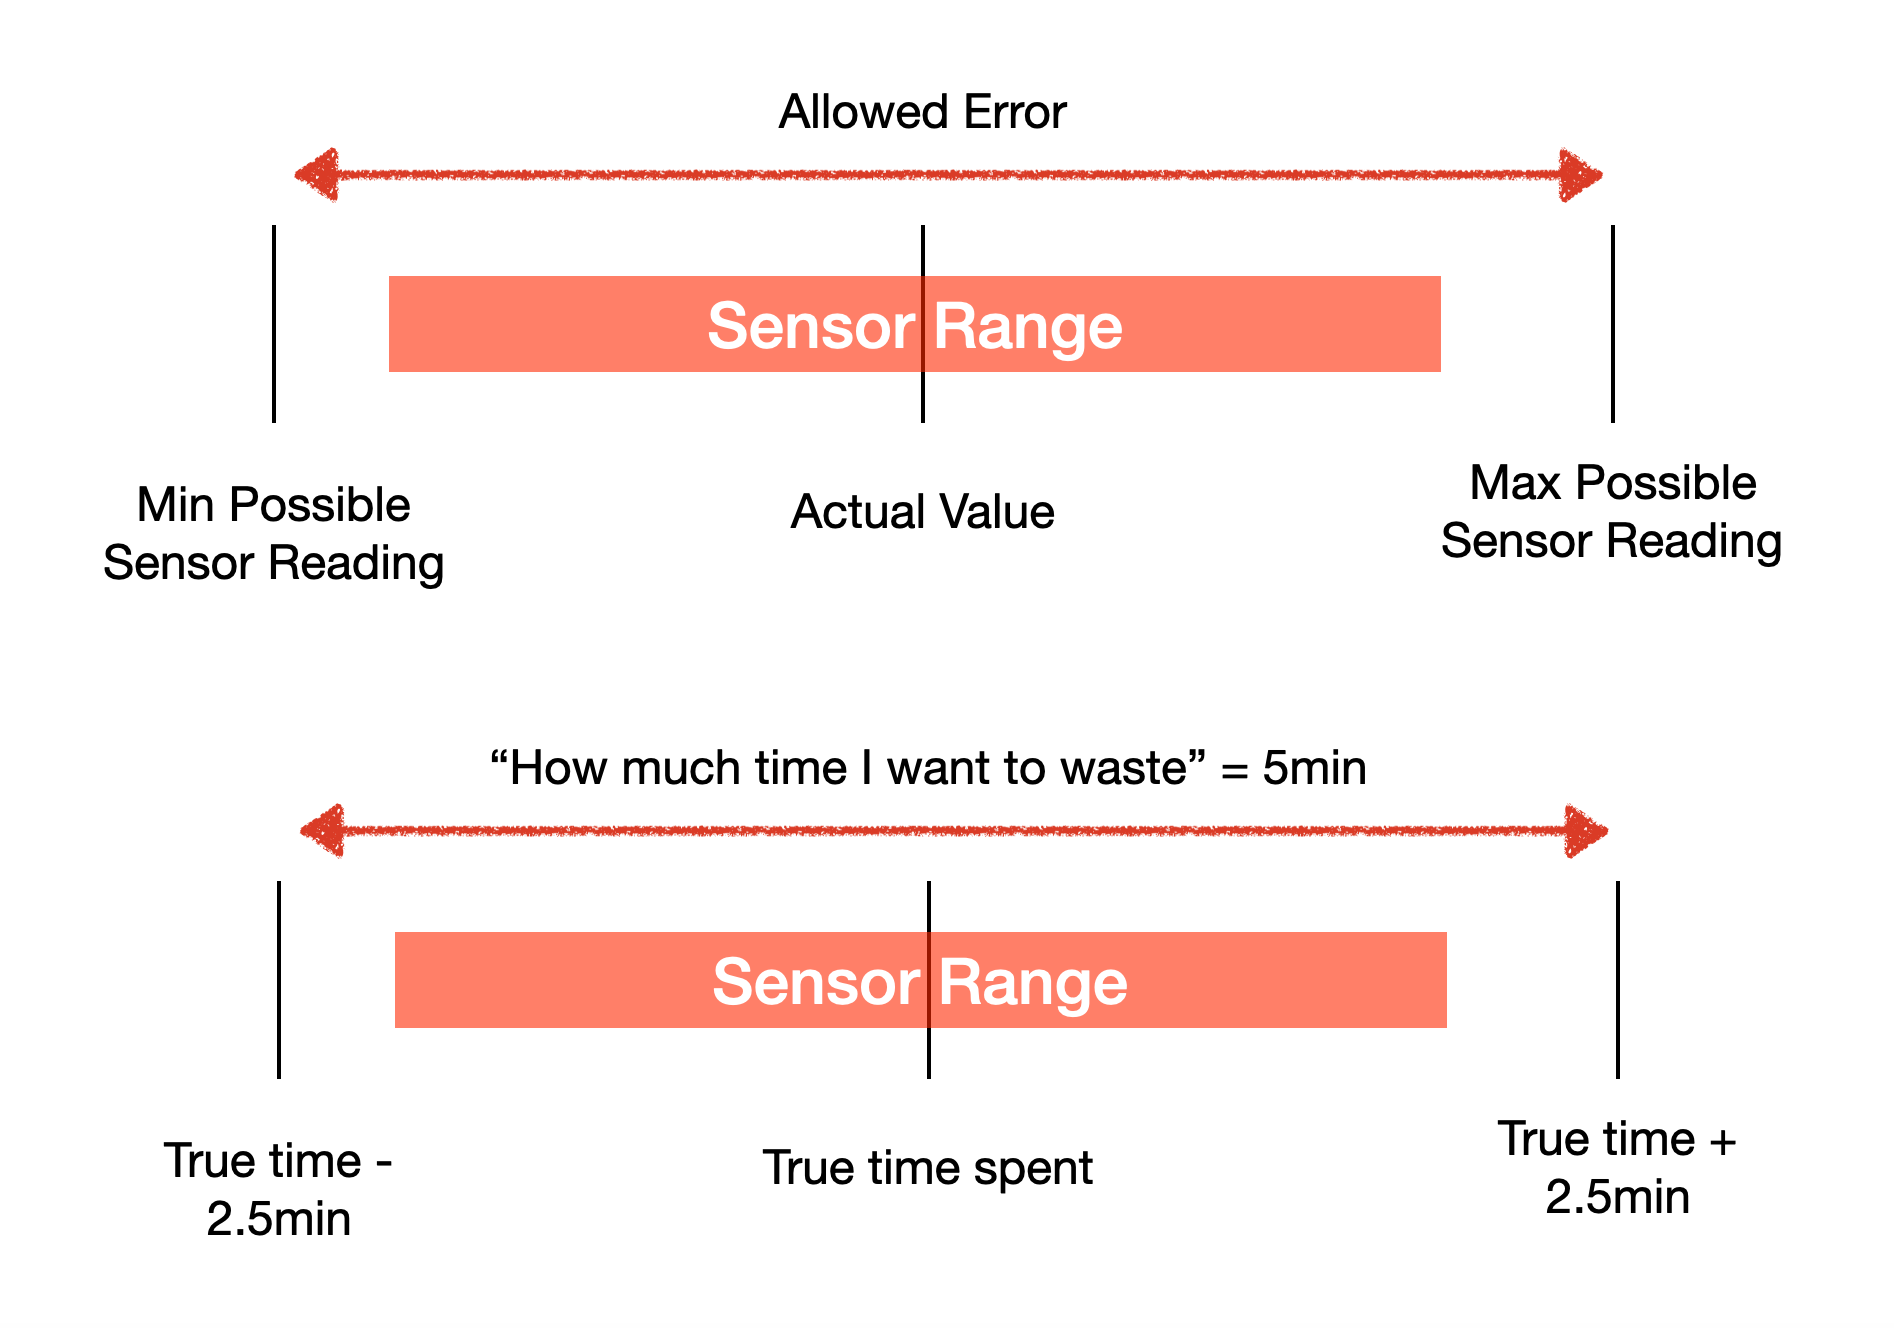 Allowed Error
Sensor Range
Min Possible
Sensor Reading
Actual Value
Max Possible
Sensor Reading
“How much time I want to waste” = 5min
Sensor Range
True time -
2.5min
True time spent
True time +
2.5min